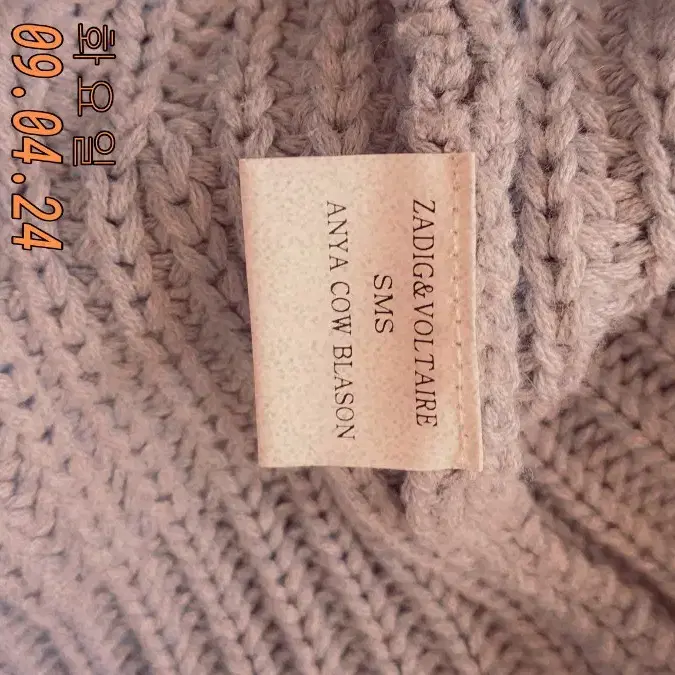 화요일
09.04.24
ZADIG&VOLTAIRE
SMS
ANYA COW BLASON